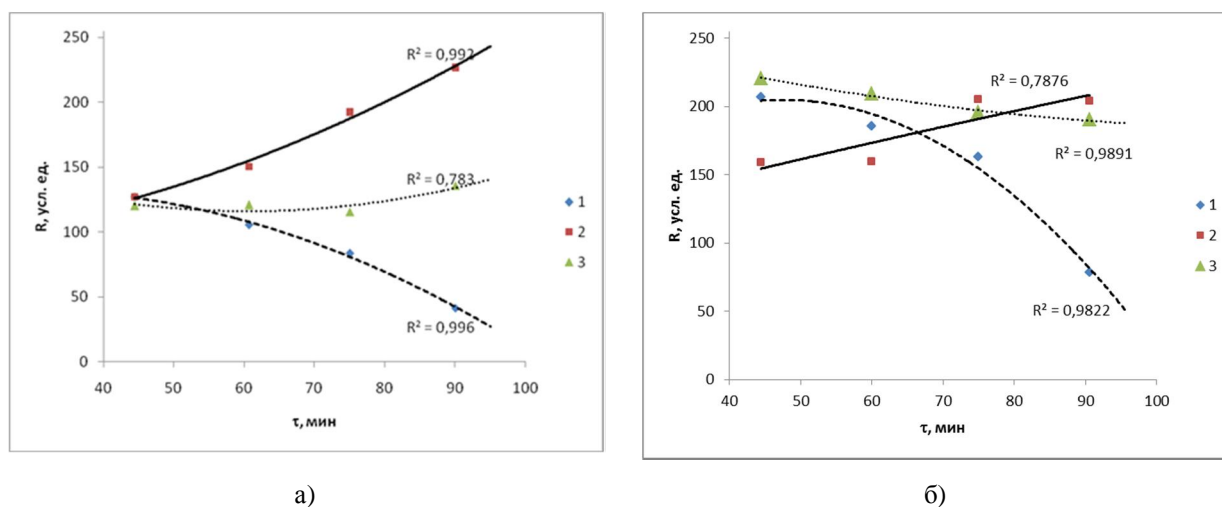 250
200
150
100
50
0
R, усл. ед.
40 50 60 70 80 90 100
τ, мин
R² = 0,992
R² = 0,783
R² = 0,996
1
2
3
а)
250
200
150
100
50
0
R, усл. ед.
40 50 60 70 80 90 100
τ, мин
R² = 0,7876
R² = 0,9891
R² = 0,9822
1
2
3
б)